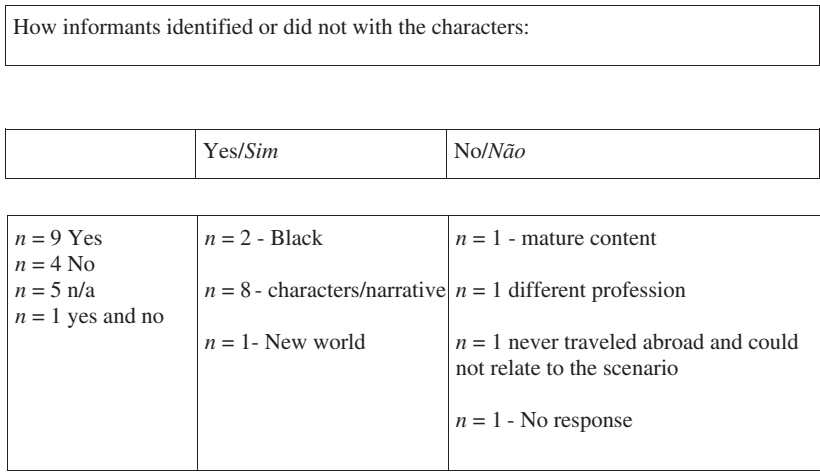 How informants identified or did not with the characters:
Yes/Sim
No/Não
n = 9 Yes
n = 4 No
n = 5 n/a
n = 1 yes and no
n = 2 - Black
n = 8 - characters/narrative
n = 1- New world
n = 1 - mature content
n = 1 different profession
n = 1 never traveled abroad and could
not relate to the scenario
n = 1 - No response